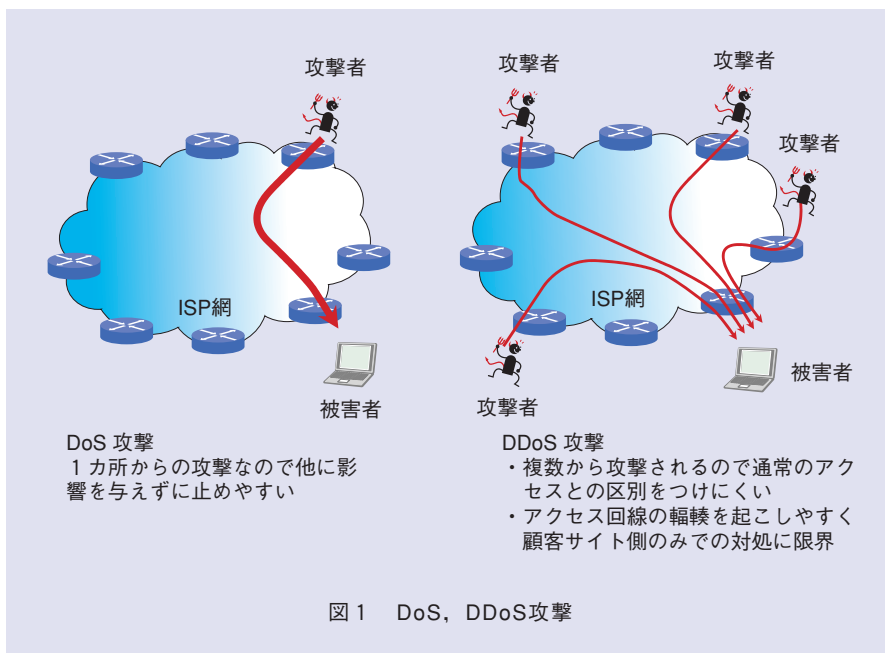 攻撃者
ISP網
被害者
DoS 攻撃
１カ所からの攻撃なので他に影
響を与えずに止めやすい
攻撃者
攻撃者
攻撃者
ISP網
攻撃者
被害者
DDoS 攻撃
・複数から攻撃されるので通常のアク
セスとの区別をつけにくい
・アクセス回線の輻輳を起こしやすく
顧客サイト側のみでの対処に限界
図１　DoS，DDoS攻撃